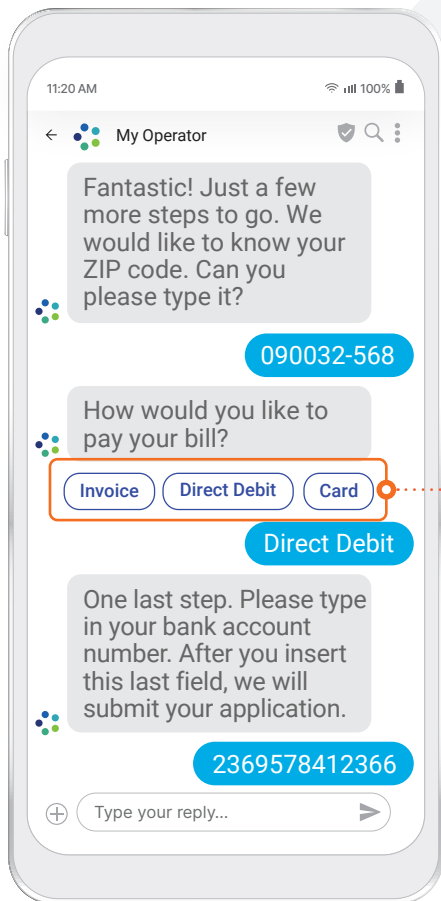 11:20 AM 100%
My Operator
Fantastic! Just a few
more steps to go. We
would like to know your
ZIP code. Can you
please type it?
090032-568
How would you like to
pay your bill?
Invoice Direct Debit Card
Direct Debit
One last step. Please type
in your bank account
number. After you insert
this last field, we will
submit your application.
2369578412366
Type your reply...